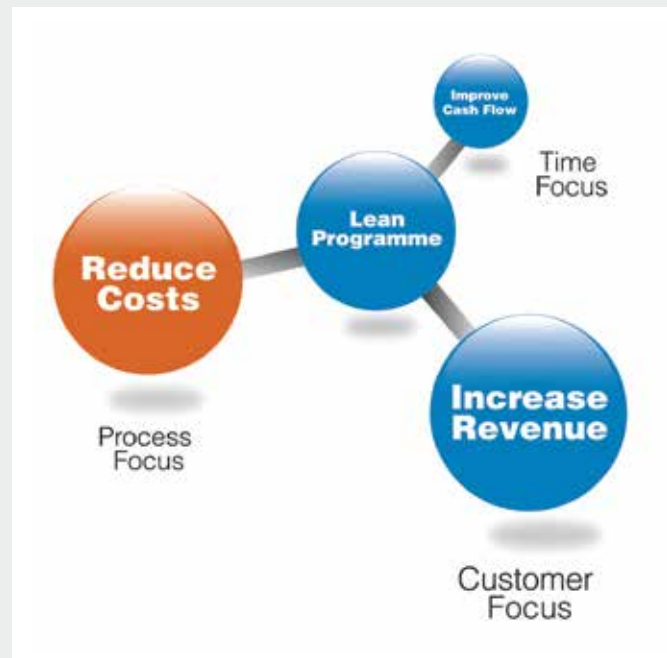 Improve
Cash Flow
Time
Focus
Lean
Programme
Reduce
Costs
Process
Focus
Increase
Revenue
Customer
Focus